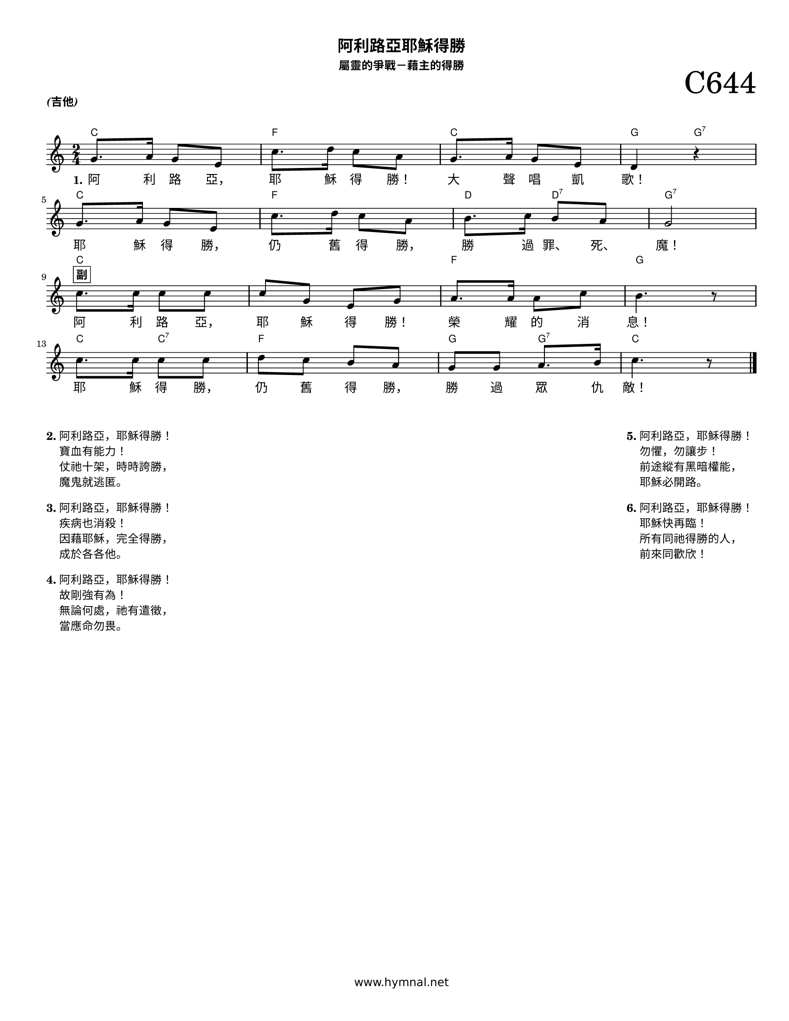 阿利路亞耶穌得勝
屬靈的爭戰－藉主的得勝
C644
(吉他)
C F C G G7
2 4
1. 阿 利 路 亞， 耶 穌 得 勝！ 大 聲 唱 凱 歌！
5 C F D D7 G7
耶 穌 得 勝， 仍 舊 得 勝， 勝 過 罪、 死、 魔！
9 C F G
副
阿 利 路 亞， 耶 穌 得 勝！ 榮 耀 的 消 息！
13 C C7 F G G7 C
耶 穌 得 勝， 仍 舊 得 勝， 勝 過 眾 仇 敵！
2. 阿利路亞，耶穌得勝！
寶血有能力！
仗祂十架，時時誇勝，
魔鬼就逃匿。
3. 阿利路亞，耶穌得勝！
疾病也消殺！
因藉耶穌，完全得勝，
成於各各他。
4. 阿利路亞，耶穌得勝！
故剛強有為！
無論何處，祂有遣徵，
當應命勿畏。
5. 阿利路亞，耶穌得勝！
勿懼，勿讓步！
前途縱有黑暗權能，
耶穌必開路。
6. 阿利路亞，耶穌得勝！
耶穌快再臨！
所有同祂得勝的人，
前來同歡欣！
www.hymnal.net